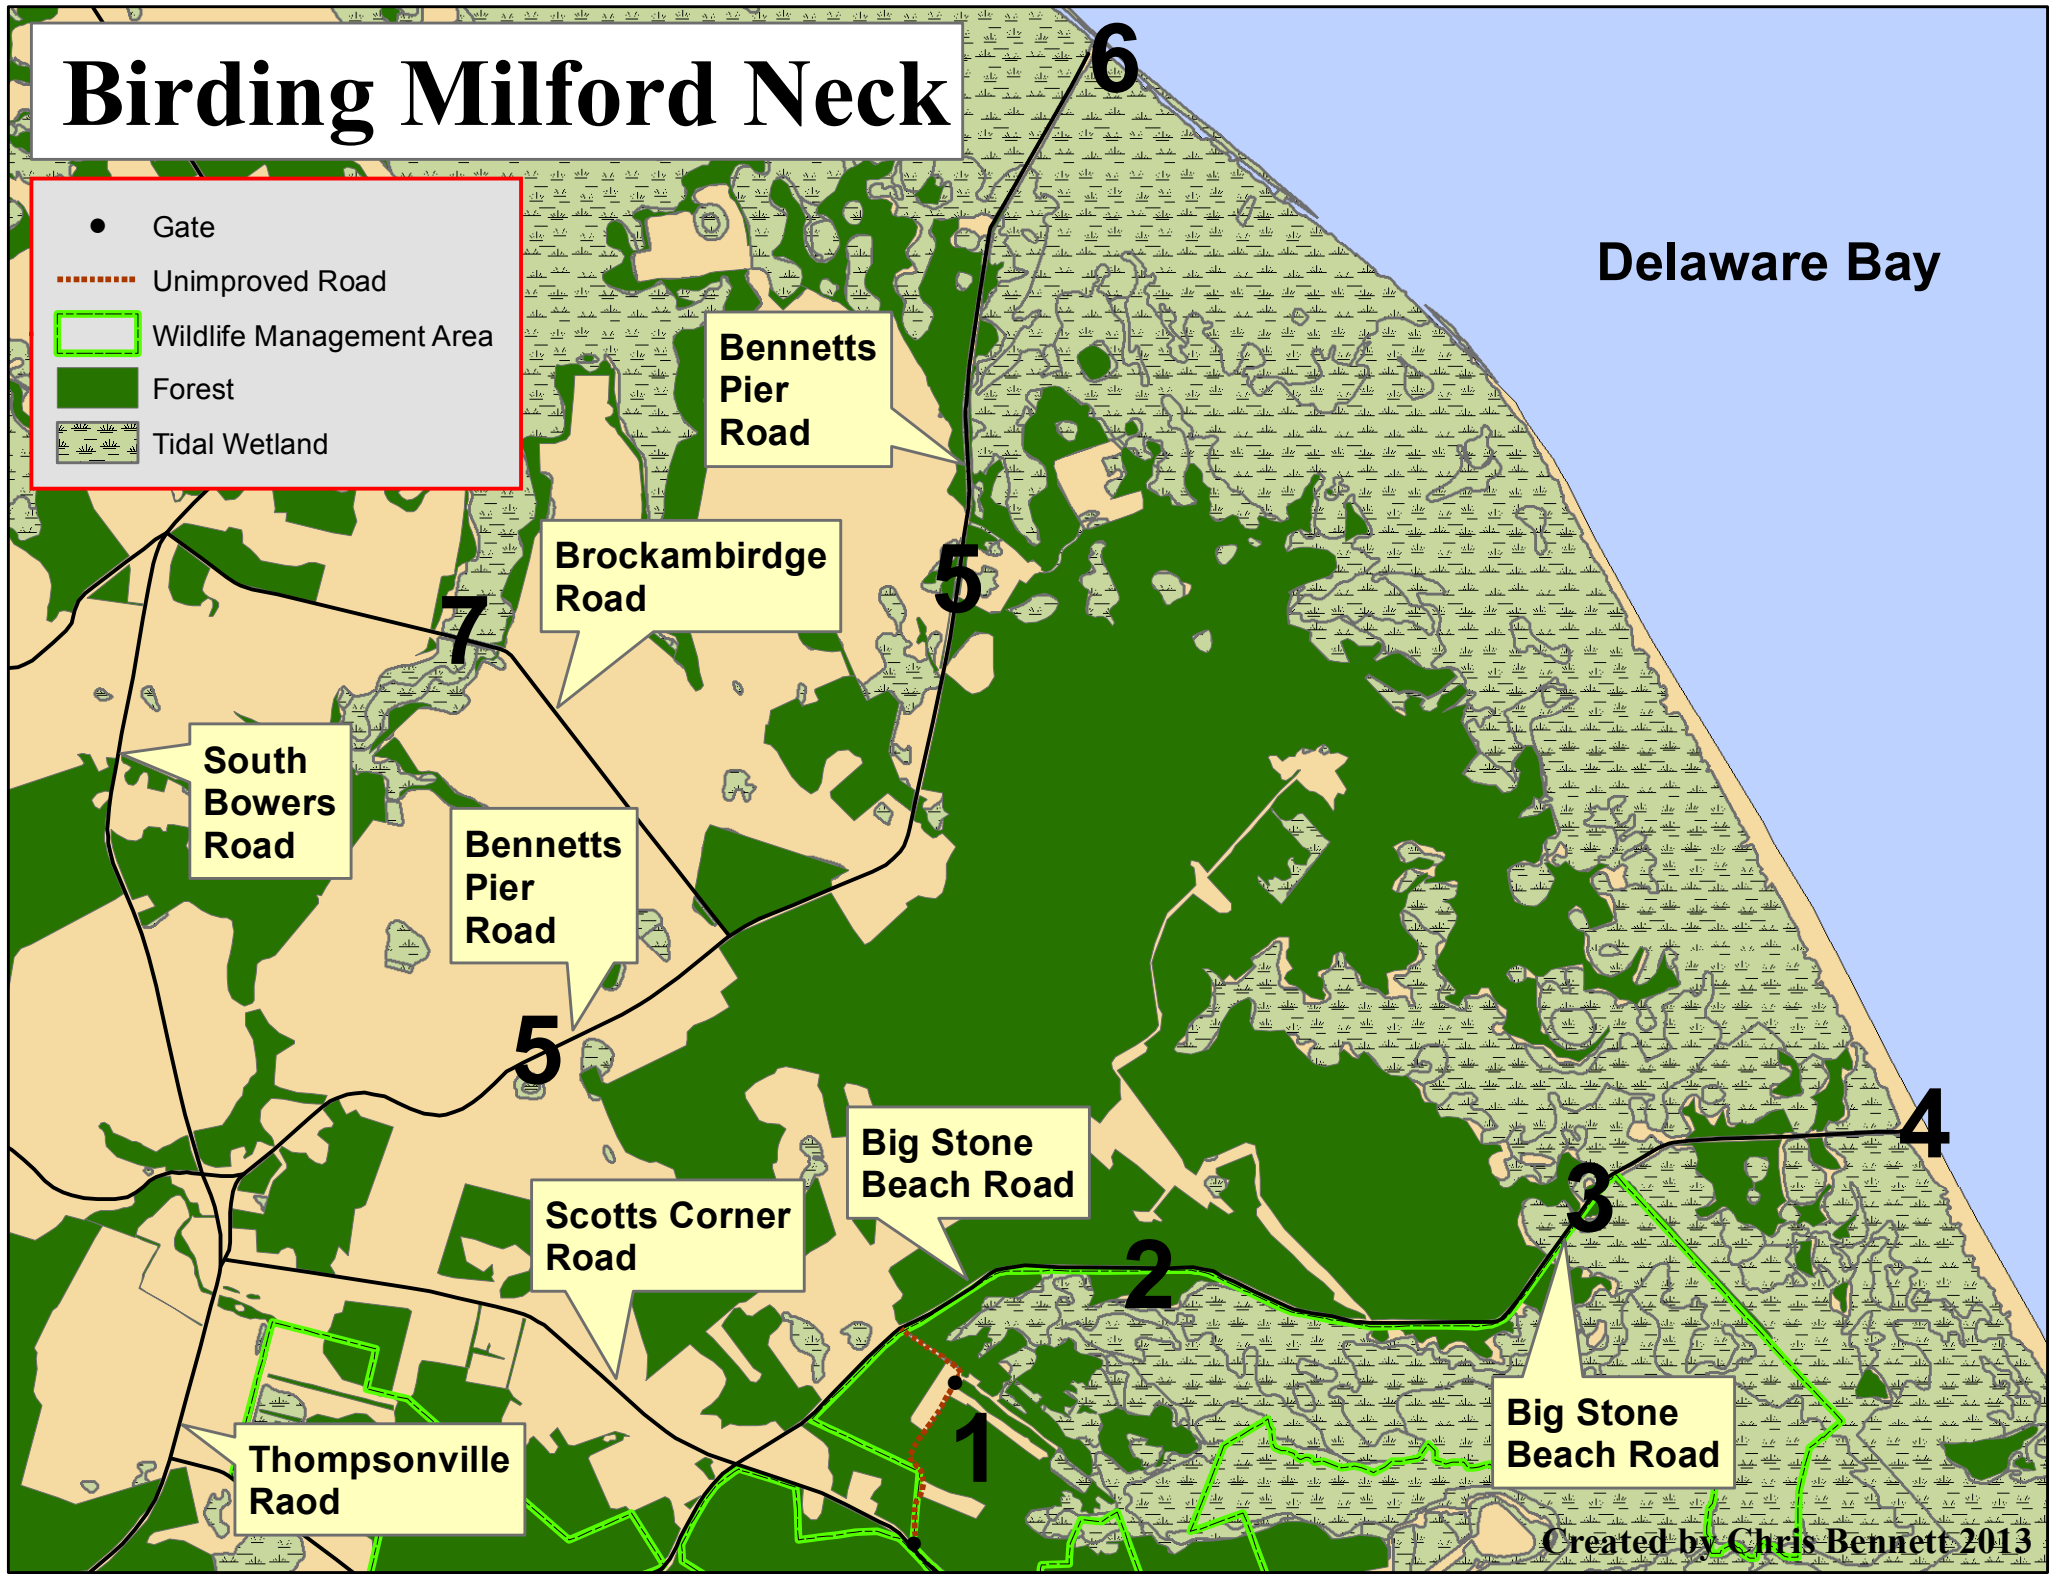 Birding Milford Neck
6
Delaware Bay
Gate
Unimproved Road
Wildlife Management Area
Forest
Tidal Wetland
Bennetts
Pier
Road
Brockambirdge
Road
5
7
South
Bowers
Road
Bennetts
Pier
Road
5
Big Stone
Beach Road
4
3
Scotts Corner
Road
2
Big Stone
Beach Road
1
Thompsonville
Raod
Created by Chris Bennett 2013